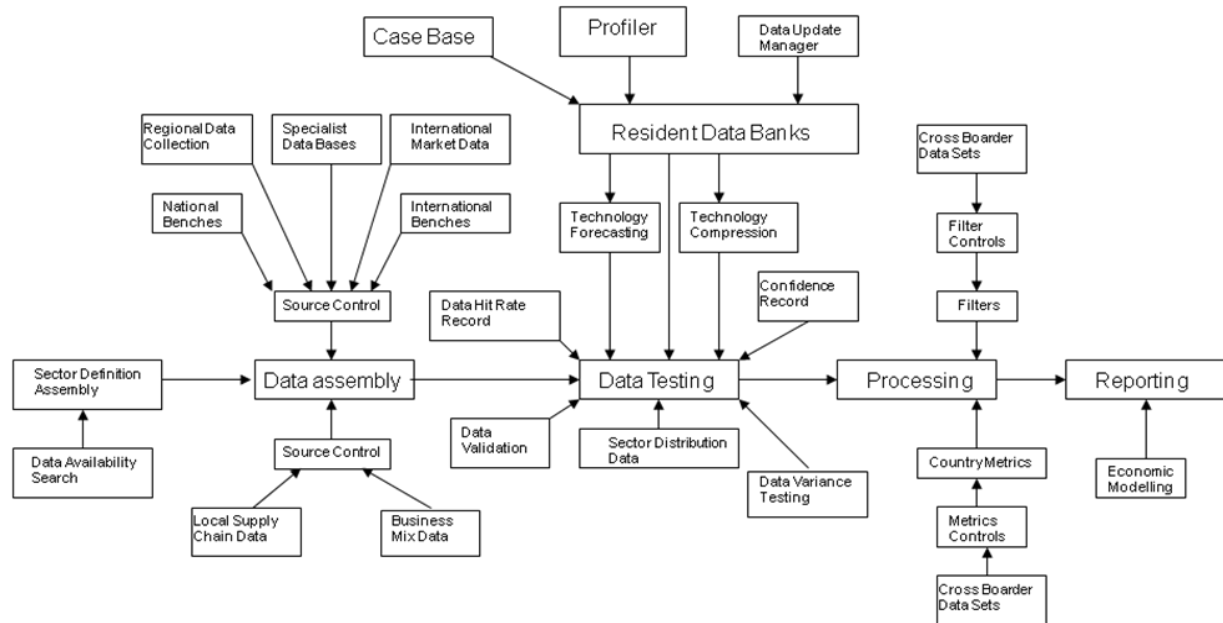 Case Base
Profiler
Data Update
Manager
Resident Data Banks
Regional Data
Collection
Specialist
Data Bases
International
Market Data
Cross Boarder
Data Sets
National
Benches
International
Benches
Technology
Forecasting
Technology
Compression
Filter
Controls
Source Control
Data Hit Rate
Record
Confidence
Record
Filters
Sector Definition
Assembly
Data assembly
Data Testing
Processing
Reporting
Data Availability
Search
Source Control
Data
Validation
Sector Distribution
Data
Data Variance
Testing
Country Metrics
Economic
Modelling
Local Supply
Chain Data
Business
Mix Data
Metrics
Controls
Cross Boarder
Data Sets